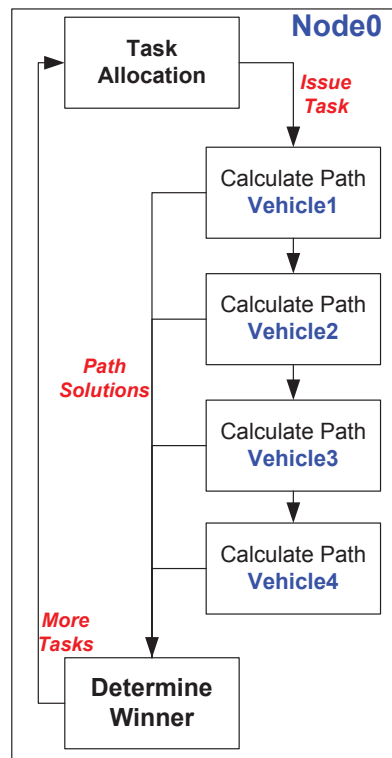 Node0
Task
Allocation
Issue
Task
Calculate Path
Vehicle1
Calculate Path
Vehicle2
Path
Solutions
Calculate Path
Vehicle3
Calculate Path
Vehicle4
More
Tasks
Determine
Winner